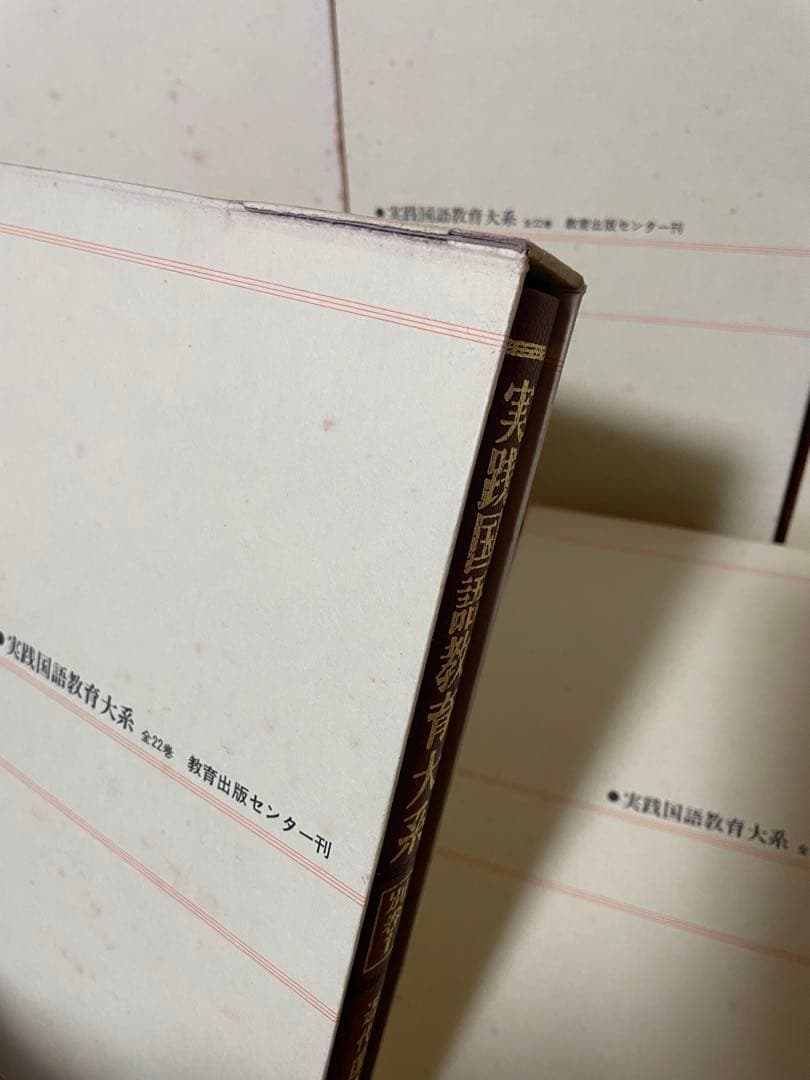 ●実践国語教育大系 全22巻 教育出版センター刊
実践国語教育大系
別巻
●実践国語教育大系 全22巻 教育出版センター刊
●実践国語教育大系 全